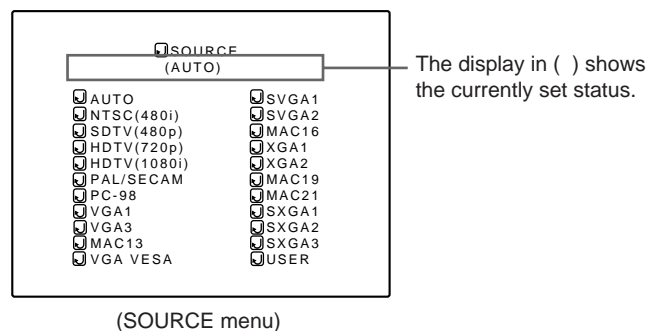 SOURCE
(AUTO)
The display in ( ) shows
the currently set status.
AUTO
NTSC(480i)
SDTV(480p)
HDTV(720p)
HDTV(1080i)
PAL/SECAM
PC-98
VGA1
VGA3
MAC13
VGA VESA
SVGA1
SVGA2
MAC16
XGA1
XGA2
MAC19
MAC21
SXGA1
SXGA2
SXGA3
USER
(SOURCE menu)